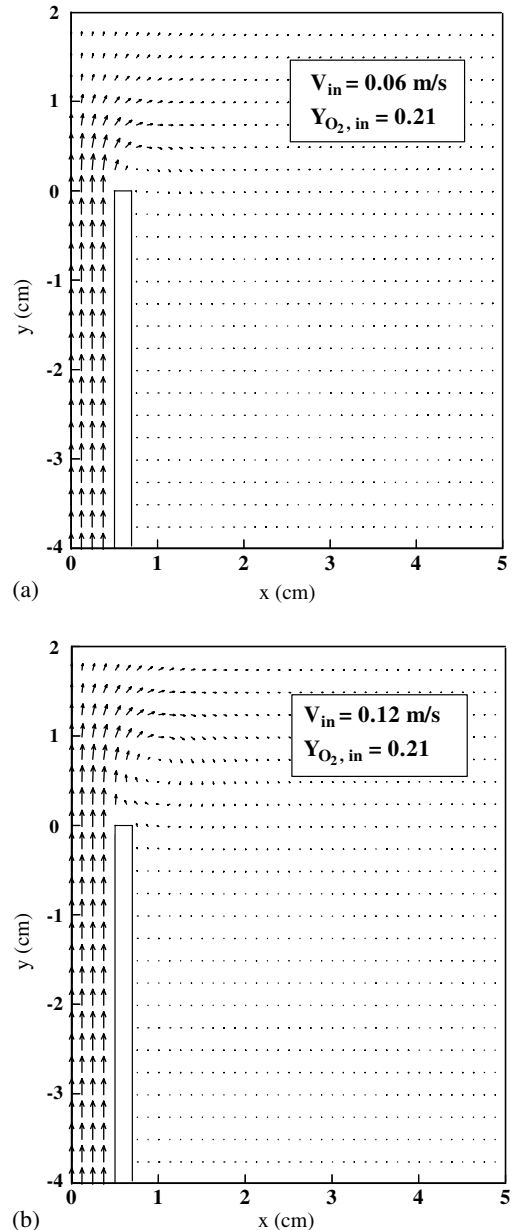 2
1
0
-1
-2
-3
-4
y (cm)
V_in = 0.06 m/s
Y_O2, in = 0.21
0 1 2 3 4 5
x (cm)
(a)
2
1
0
-1
-2
-3
-4
y (cm)
V_in = 0.12 m/s
Y_O2, in = 0.21
0 1 2 3 4 5
x (cm)
(b)